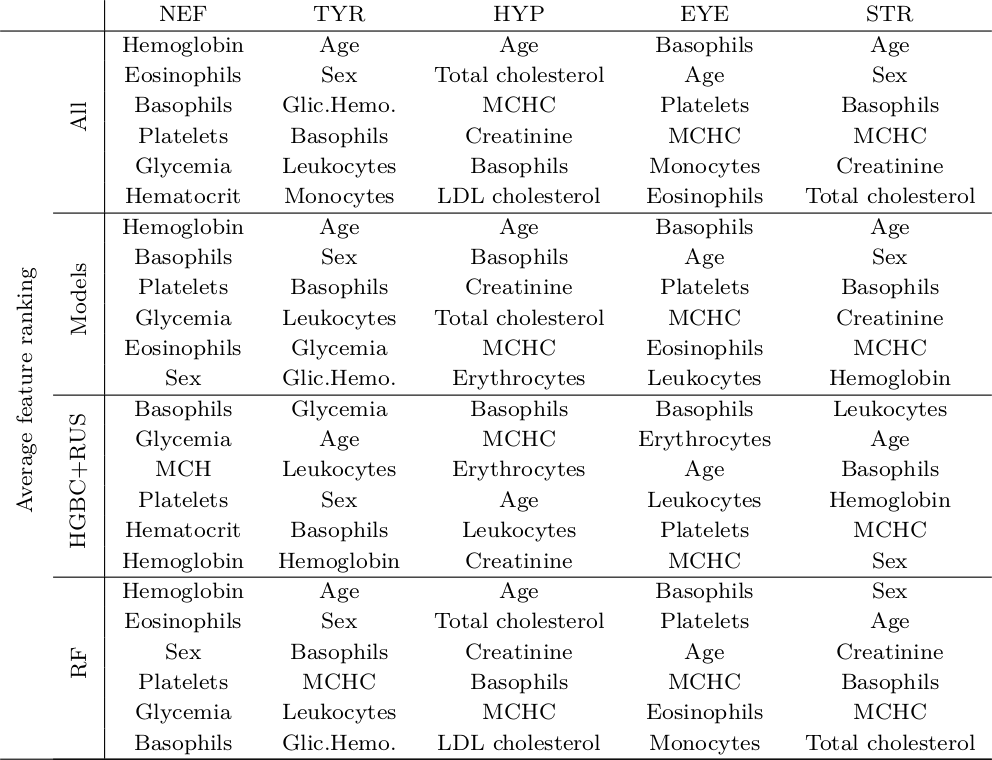 NEF TYR HYP EYE STR
Average feature ranking
All
Hemoglobin Age Age Basophils Age
Eosinophils Sex Total cholesterol Age Sex
Basophils Glic.Hemo. MCHC Platelets Basophils
Platelets Basophils Creatinine MCHC MCHC
Glycemia Leukocytes Basophils Monocytes Creatinine
Hematocrit Monocytes LDL cholesterol Eosinophils Total cholesterol
Models
Hemoglobin Age Age Basophils Age
Basophils Sex Basophils Age Sex
Platelets Basophils Creatinine Platelets Basophils
Glycemia Leukocytes Total cholesterol MCHC Creatinine
Eosinophils Glycemia MCHC Eosinophils MCHC
Sex Glic.Hemo. Erythrocytes Leukocytes Hemoglobin
HGBC+RUS
Basophils Glycemia Basophils Basophils Leukocytes
Glycemia Age MCHC Erythrocytes Age
MCH Leukocytes Erythrocytes Age Basophils
Platelets Sex Age Leukocytes Hemoglobin
Hematocrit Basophils Leukocytes Platelets MCHC
Hemoglobin Hemoglobin Creatinine MCHC Sex
RF
Hemoglobin Age Age Basophils Sex
Eosinophils Sex Total cholesterol Platelets Age
Sex Basophils Creatinine Age Creatinine
Platelets MCHC Basophils MCHC Basophils
Glycemia Leukocytes MCHC Eosinophils MCHC
Basophils Glic.Hemo. LDL cholesterol Monocytes Total cholesterol